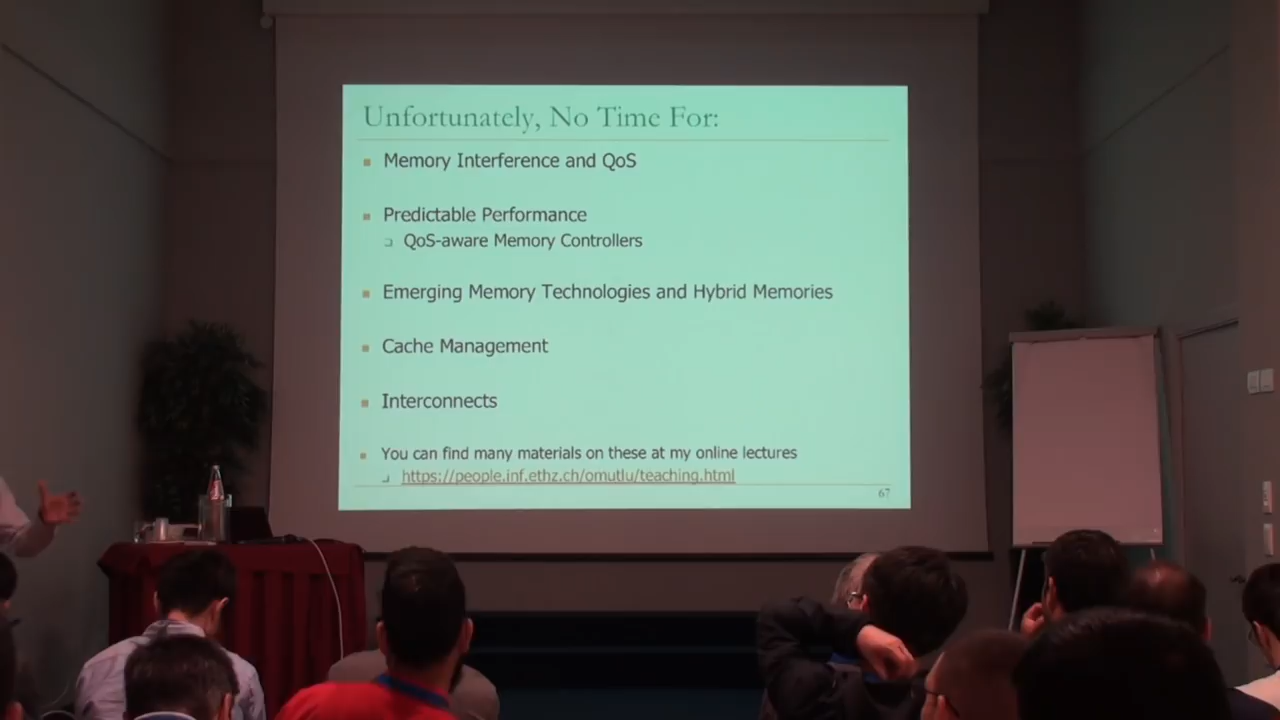 Unfortunately, No Time For:
Memory Interference and QoS
Predictable Performance
QoS-aware Memory Controllers
Emerging Memory Technologies and Hybrid Memories
Cache Management
Interconnects
You can find many materials on these at my online lectures
https://people.inf.ethz.ch/omutlu/teaching.html
67